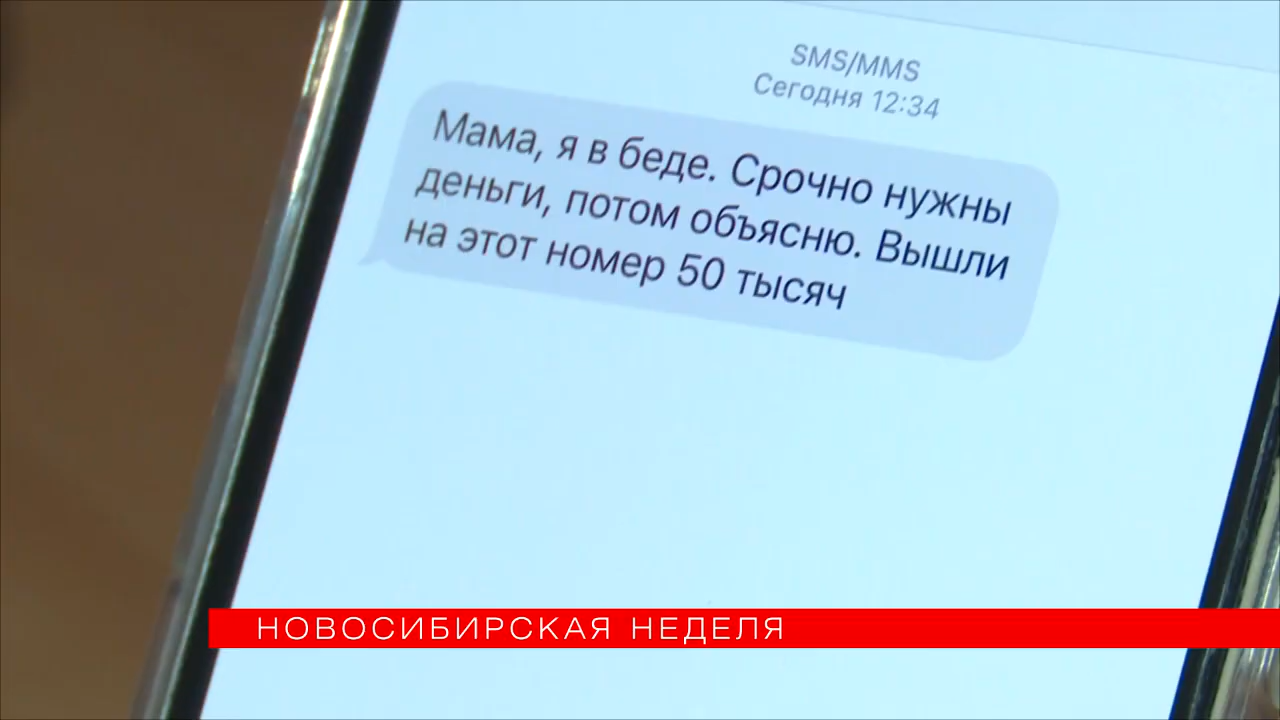 SMS/MMS
Сегодня 12:34
Мама, я в беде. Срочно нужны
деньги, потом объясню. Вышли
на этот номер 50 тысяч
НОВОСИБИРСКАЯ НЕДЕЛЯ